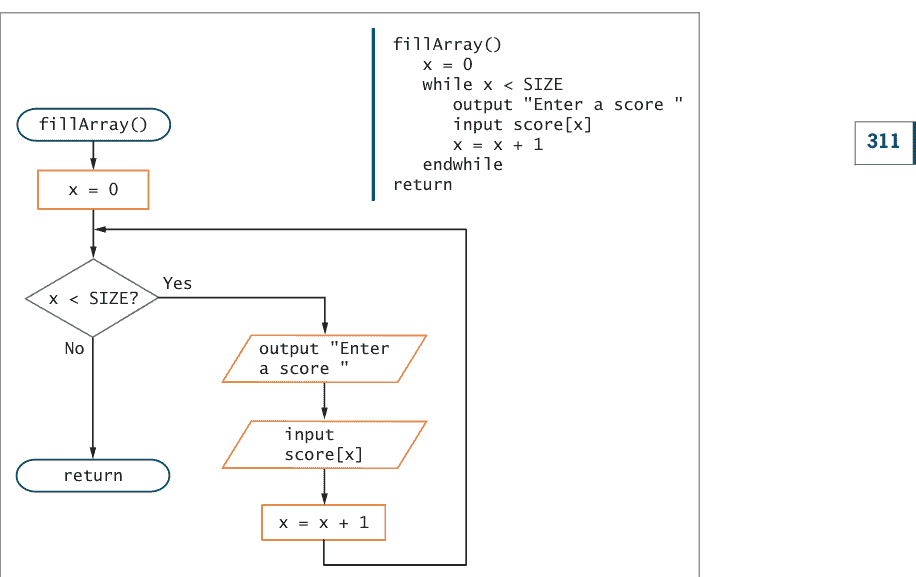 fillArray()
   x = 0
   while x < SIZE
      output "Enter a score "
      input score[x]
      x = x + 1
   endwhile
return
311
fillArray()
x = 0
x < SIZE?
Yes
No
output "Enter
a score "
input
score[x]
x = x + 1
return